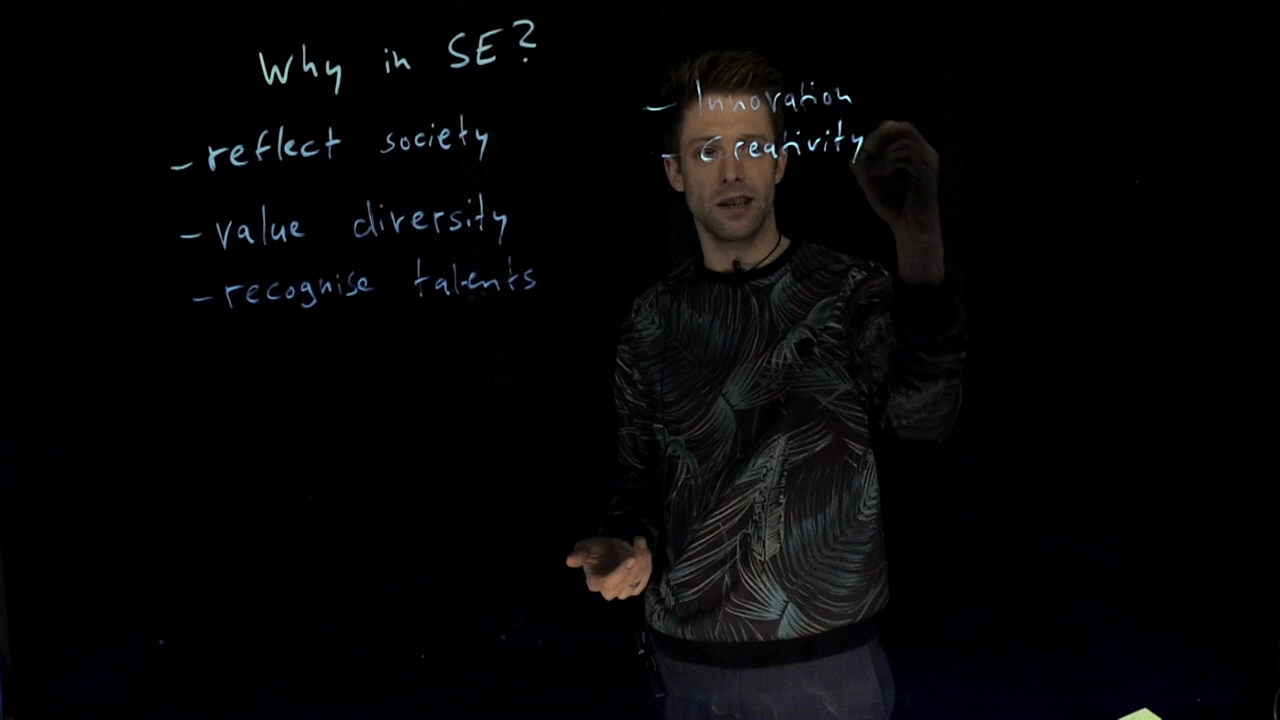 Why in SE?
- reflect society
- value diversity
- recognise talents
- Innovation
- Creativity